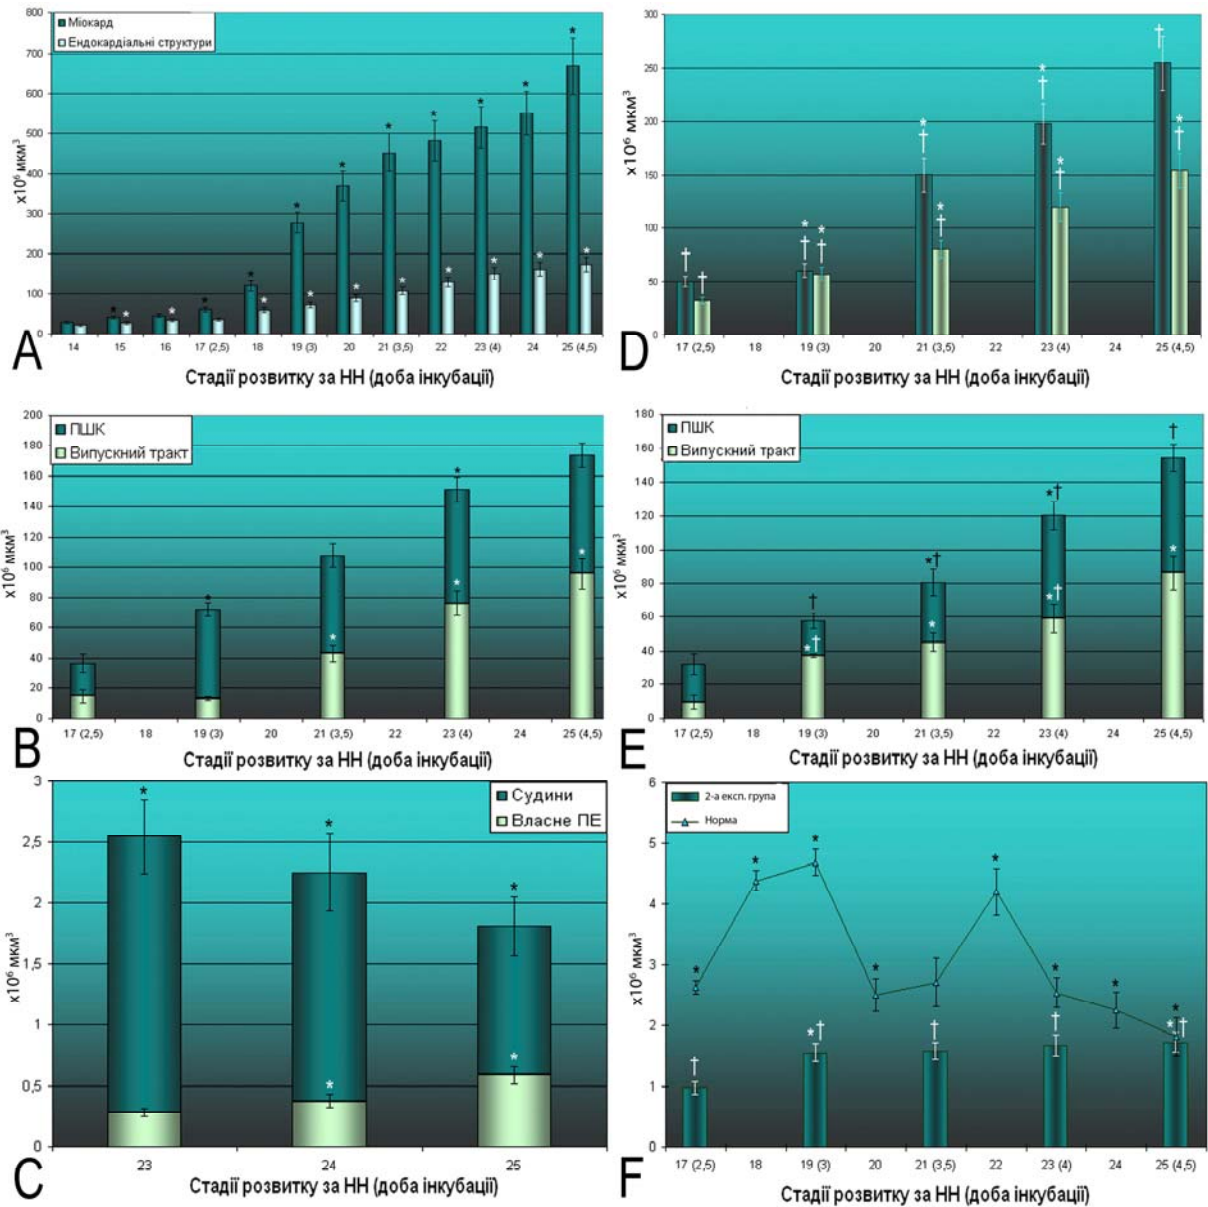 800
700
600
500
400
300
200
100
0
x10⁶ мкм³
Міокард
Ендокардіальні структури
14 15 16 17 (2,5) 18 19 (3) 20 21 (3,5) 22 23 (4) 24 25 (4,5)
Стадії розвитку за НН (доба інкубації)
A
300
250
200
150
100
50
0
x10⁶ мкм³
17 (2,5) 18 19 (3) 20 21 (3,5) 22 23 (4) 24 25 (4,5)
Стадії розвитку за НН (доба інкубації)
D
200
180
160
140
120
100
80
60
40
20
0
x10⁶ мкм³
ПШК
Випускний тракт
17 (2,5) 18 19 (3) 20 21 (3,5) 22 23 (4) 24 25 (4,5)
Стадії розвитку за НН (доба інкубації)
B
180
160
140
120
100
80
60
40
20
0
x10⁶ мкм³
ПШК
Випускний тракт
17 (2,5) 18 19 (3) 20 21 (3,5) 22 23 (4) 24 25 (4,5)
Стадії розвитку за НН (доба інкубації)
E
3
2,5
2
1,5
1
0,5
0
x10⁶ мкм³
Судини
Власне ПЕ
23 24 25
Стадії розвитку за НН (доба інкубації)
C
6
5
4
3
2
1
0
x10⁶ мкм³
2-а експ. група
Норма
17 (2,5) 18 19 (3) 20 21 (3,5) 22 23 (4) 24 25 (4,5)
Стадії розвитку за НН (доба інкубації)
F